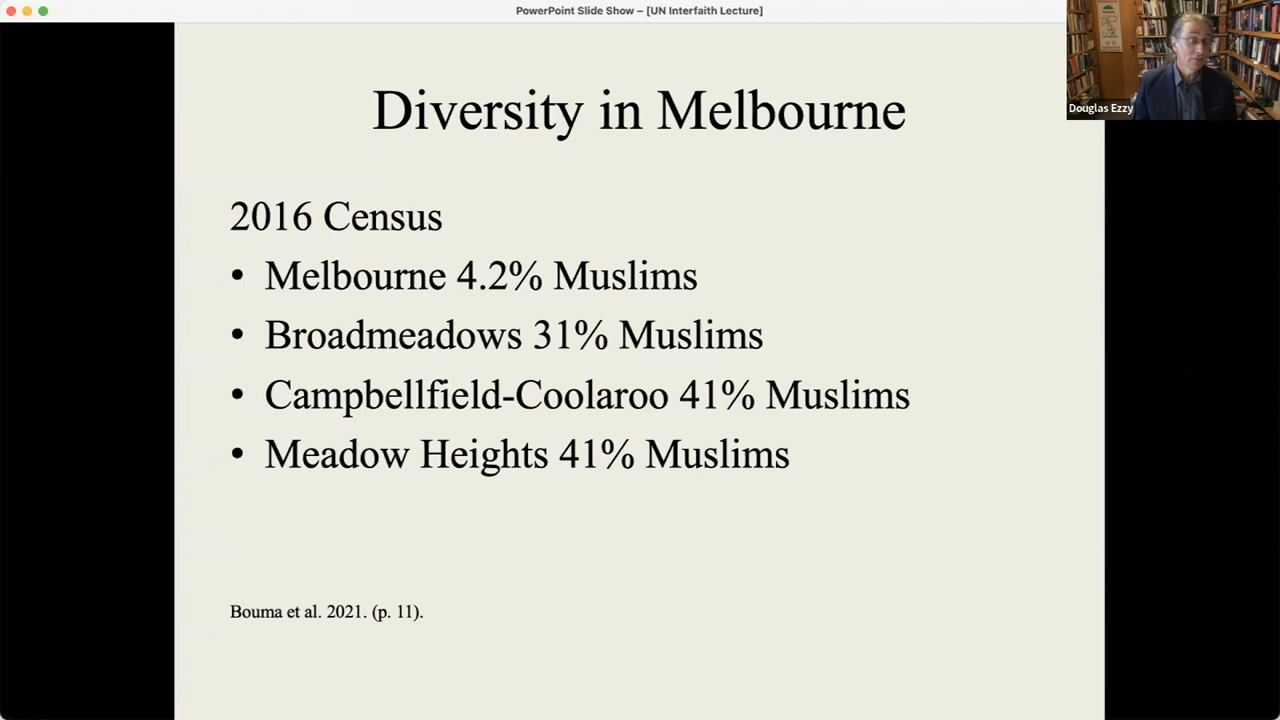 PowerPoint Slide Show – [UN Interfaith Lecture]
Douglas Ezzy
Diversity in Melbourne
2016 Census
• Melbourne 4.2% Muslims
• Broadmeadows 31% Muslims
• Campbellfield-Coolaroo 41% Muslims
• Meadow Heights 41% Muslims
Bouma et al. 2021. (p. 11).